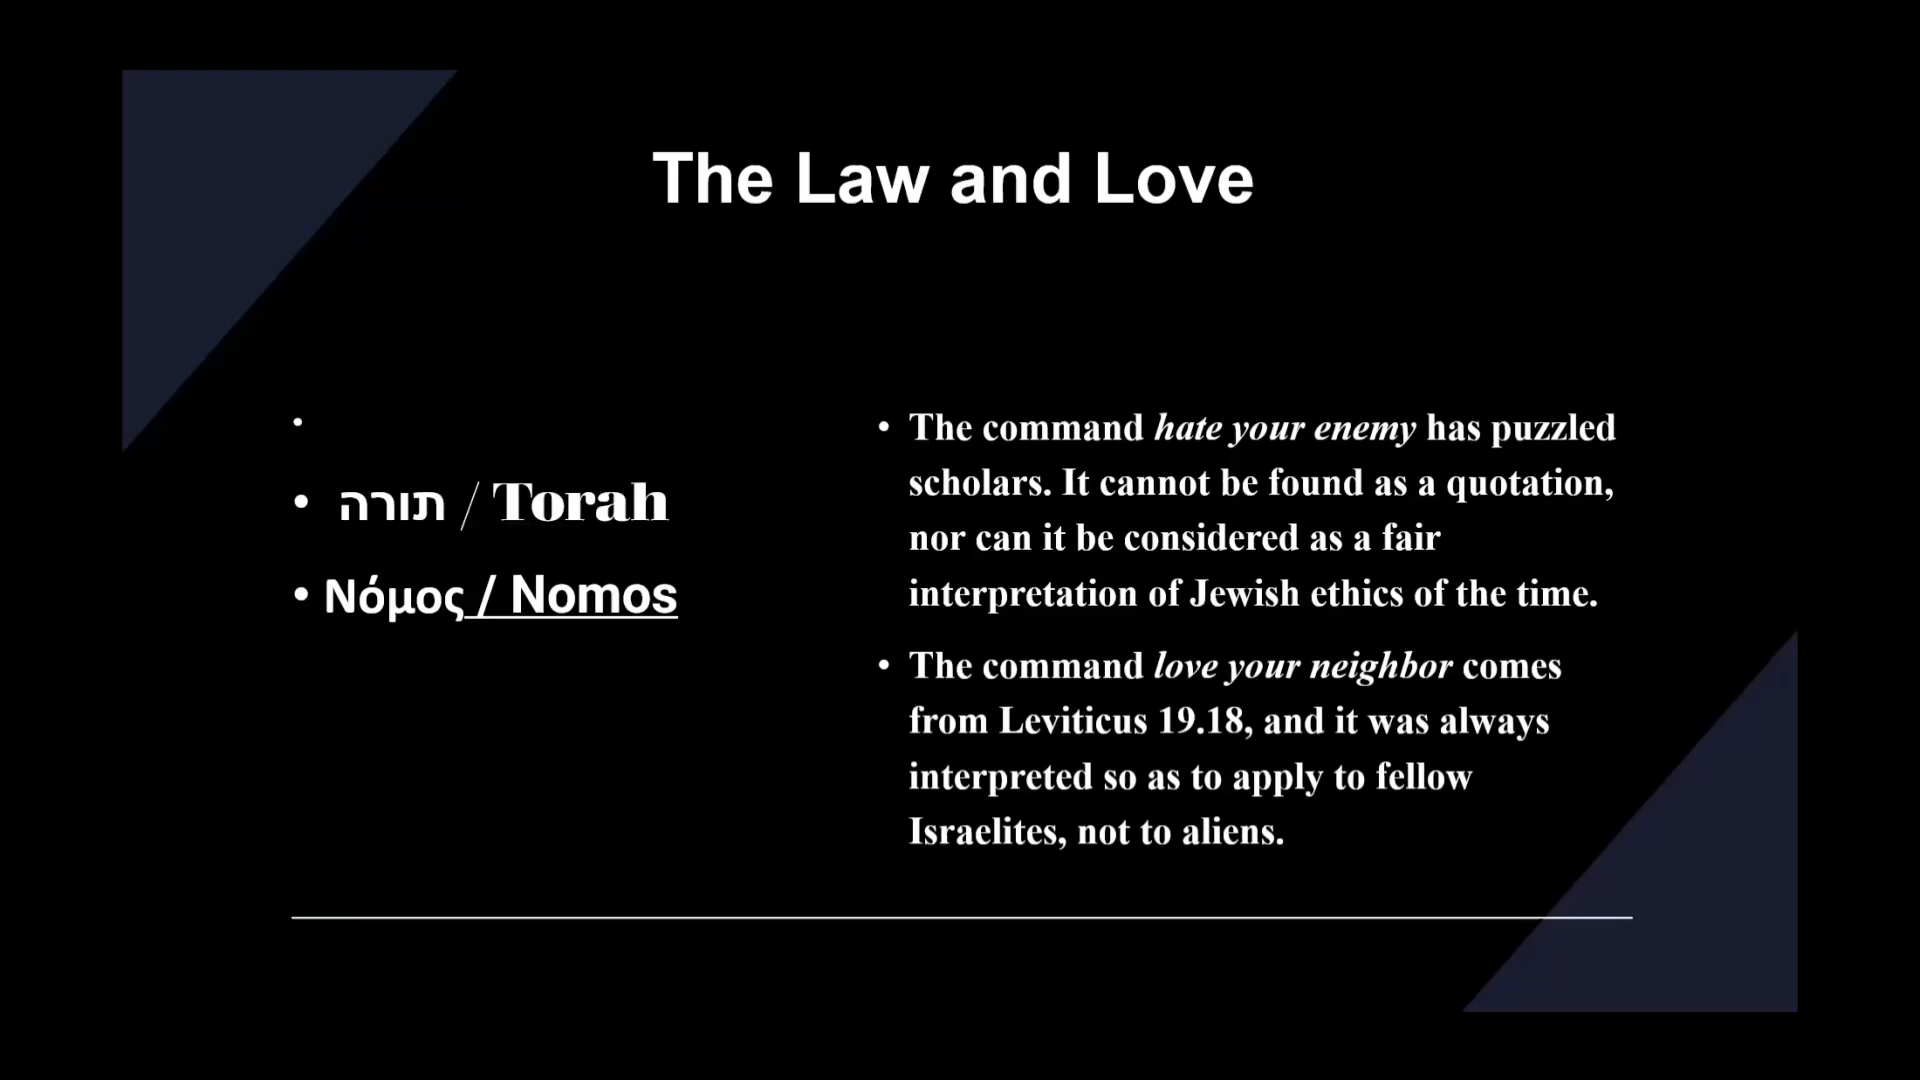 The Law and Love
•
• תורה / Torah
• Νόμος / Nomos
• The command hate your enemy has puzzled
scholars. It cannot be found as a quotation,
nor can it be considered as a fair
interpretation of Jewish ethics of the time.
• The command love your neighbor comes
from Leviticus 19.18, and it was always
interpreted so as to apply to fellow
Israelites, not to aliens.